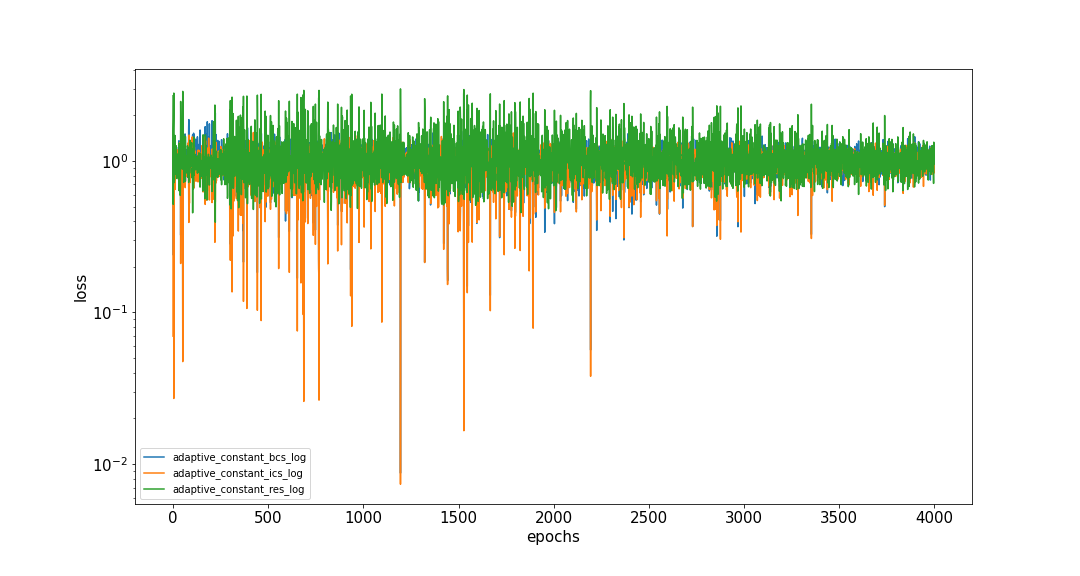 10⁰
10⁻¹
10⁻²
loss
adaptive_constant_bcs_log
adaptive_constant_ics_log
adaptive_constant_res_log
0 500 1000 1500 2000 2500 3000 3500 4000
epochs